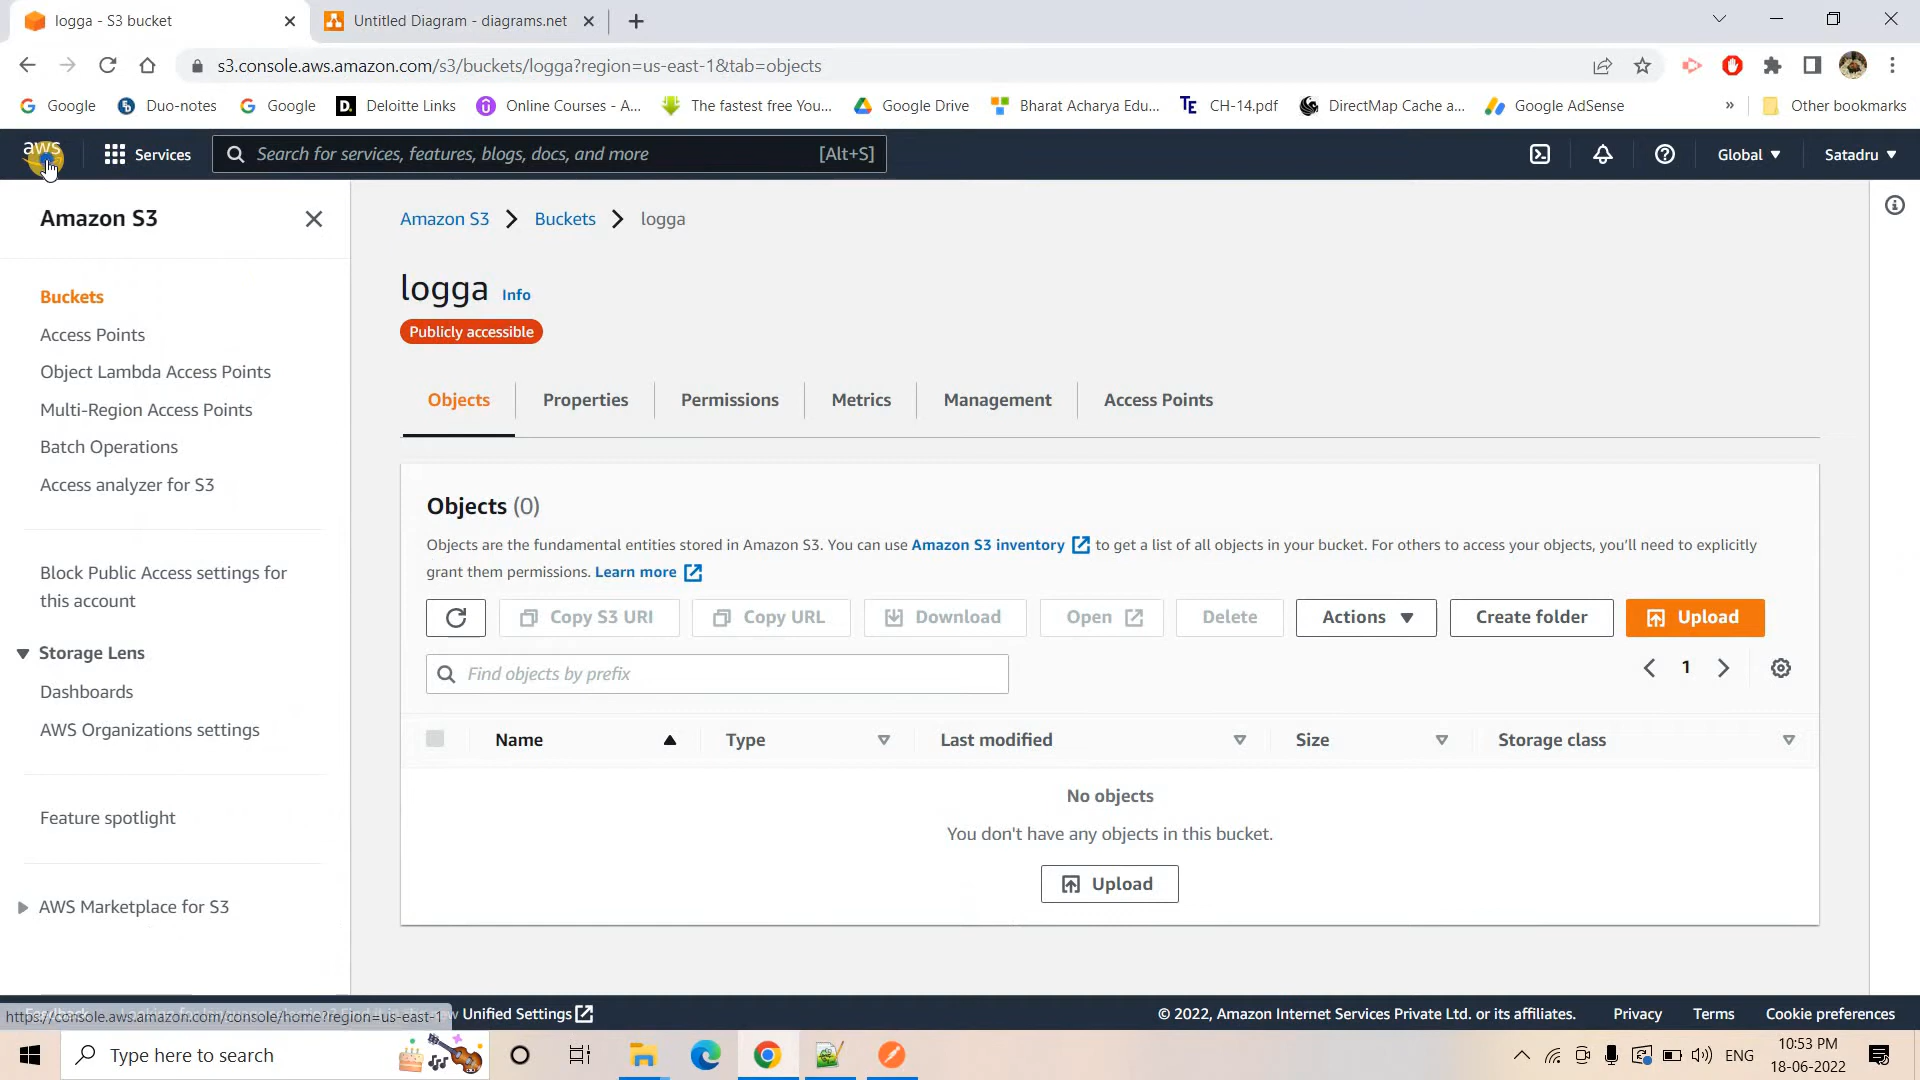 logga - S3 bucket
Untitled Diagram - diagrams.net
s3.console.aws.amazon.com/s3/buckets/logga?region=us-east-1&tab=objects
Google
Duo-notes
Google
Deloitte Links
Online Courses - A...
The fastest free You...
Google Drive
Bharat Acharya Edu...
CH-14.pdf
DirectMap Cache a...
Google AdSense
Other bookmarks
aws
Services
Search for services, features, blogs, docs, and more
[Alt+S]
Global
Satadru
Amazon S3
Buckets
Access Points
Object Lambda Access Points
Multi-Region Access Points
Batch Operations
Access analyzer for S3
Block Public Access settings for
this account
Storage Lens
Dashboards
AWS Organizations settings
Feature spotlight
AWS Marketplace for S3
Amazon S3 > Buckets > logga
logga Info
Publicly accessible
Objects
Properties
Permissions
Metrics
Management
Access Points
Objects (0)
Objects are the fundamental entities stored in Amazon S3. You can use Amazon S3 inventory to get a list of all objects in your bucket. For others to access your objects, you'll need to explicitly
grant them permissions. Learn more
Copy S3 URI
Copy URL
Download
Open
Delete
Actions
Create folder
Upload
Find objects by prefix
1
Name
Type
Last modified
Size
Storage class
No objects
You don't have any objects in this bucket.
Upload
https://console.aws.amazon.com/console/home?region=us-east-1
Unified Settings
© 2022, Amazon Internet Services Private Ltd. or its affiliates.
Privacy
Terms
Cookie preferences
Type here to search
ENG
10:53 PM
18-06-2022